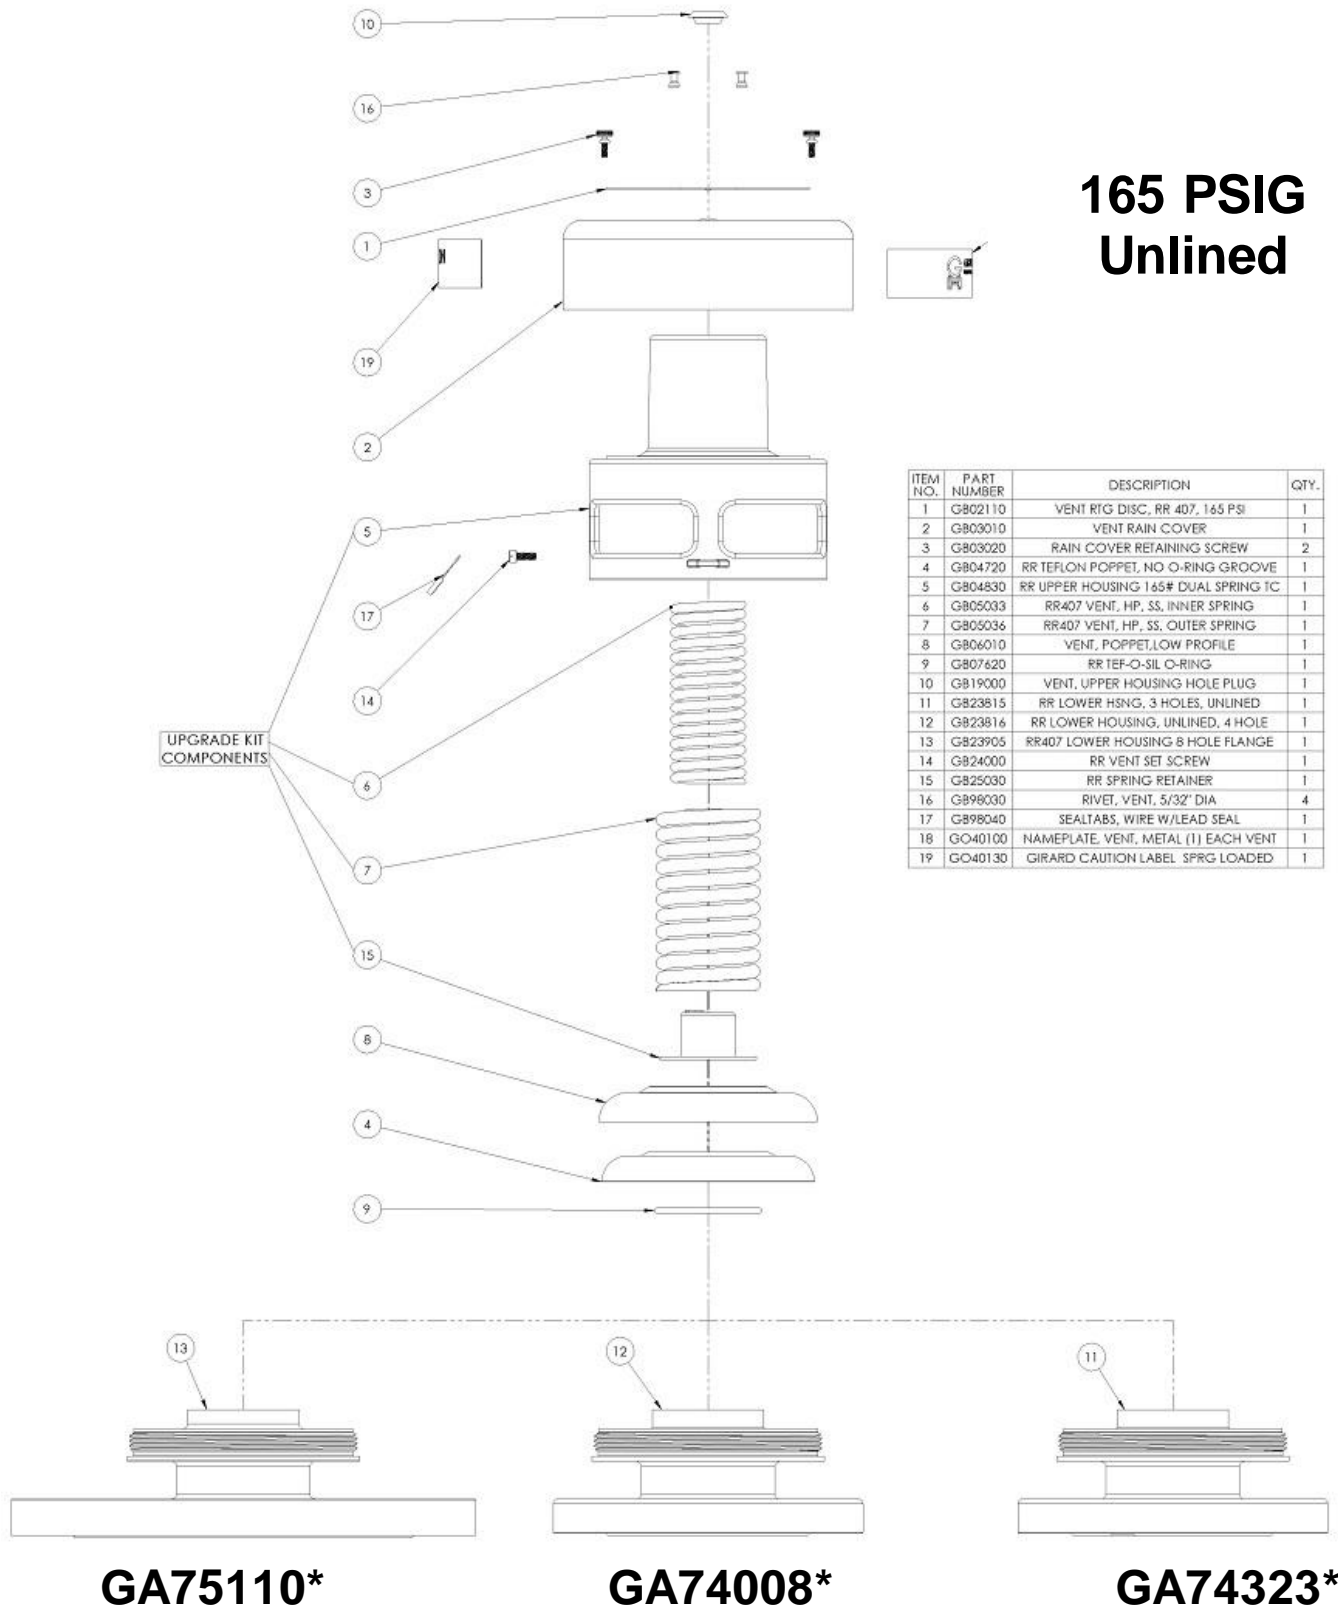 10
16
3
1
19
2
5
17
14
6
7
15
8
4
9
13
12
11
165 PSIG
Unlined
UPGRADE KIT
COMPONENTS
ITEM NO. PART NUMBER DESCRIPTION QTY.
1 GB02110 VENT RTG DISC, RR 407, 165 PSI 1
2 GB03010 VENT RAIN COVER 1
3 GB03020 RAIN COVER RETAINING SCREW 2
4 GB04720 RR TEFLON POPPET, NO O-RING GROOVE 1
5 GB04830 RR UPPER HOUSING 165# DUAL SPRING TC 1
6 GB05033 RR407 VENT, HP, SS, INNER SPRING 1
7 GB05036 RR407 VENT, HP, SS, OUTER SPRING 1
8 GB06010 VENT, POPPET,LOW PROFILE 1
9 GB07620 RR TEF-O-SIL O-RING 1
10 GB19000 VENT, UPPER HOUSING HOLE PLUG 1
11 GB23815 RR LOWER HSNG, 3 HOLES, UNLINED 1
12 GB23816 RR LOWER HOUSING, UNLINED, 4 HOLE 1
13 GB23905 RR407 LOWER HOUSING 8 HOLE FLANGE 1
14 GB24000 RR VENT SET SCREW 1
15 GB25030 RR SPRING RETAINER 1
16 GB98030 RIVET, VENT, 5/32" DIA 4
17 GB98040 SEALTABS, WIRE W/LEAD SEAL 1
18 GO40100 NAMEPLATE, VENT, METAL (1) EACH VENT 1
19 GO40130 GIRARD CAUTION LABEL SPRG LOADED 1
GA75110*
GA74008*
GA74323*